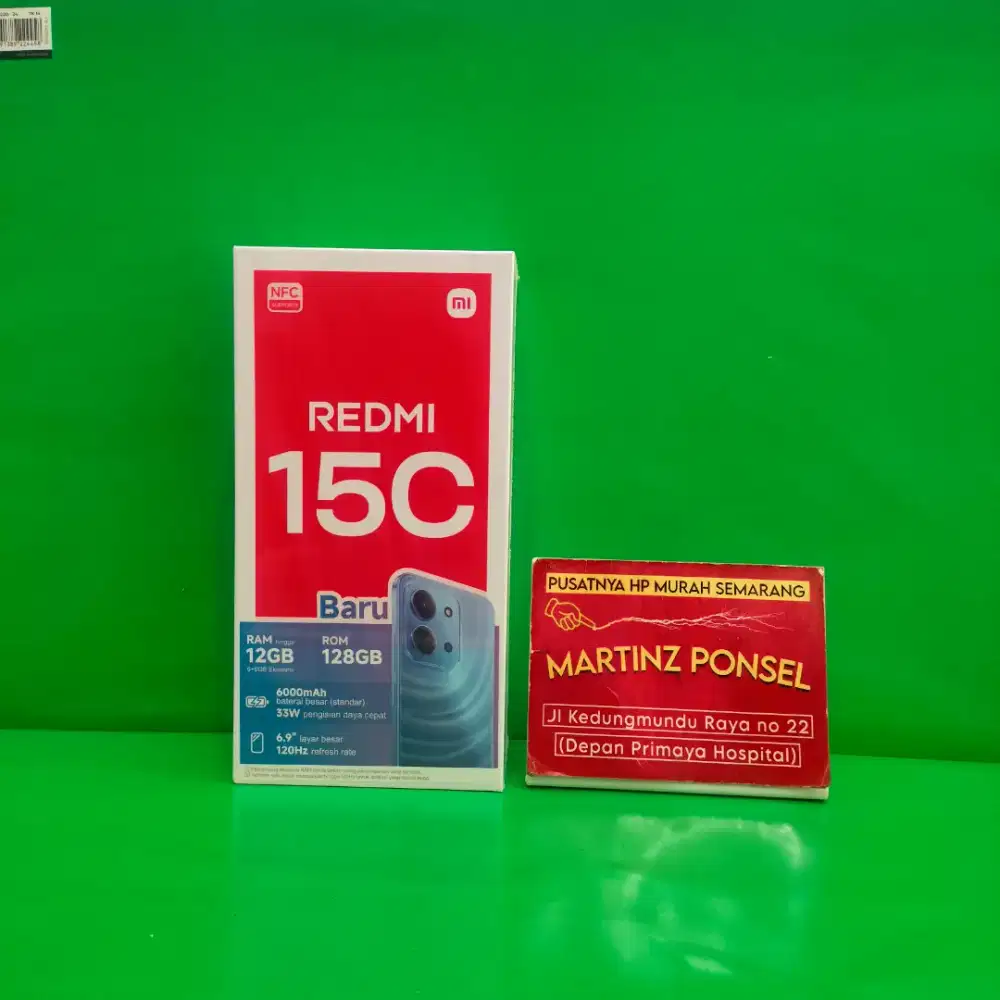 NFC
SUPPORTED
mi
REDMI
15C
Baru
RAM hingga
12GB
ROM
128GB
6000mAh
baterai besar (standar)
33W pengisian daya cepat
6.9" layar besar
120Hz refresh rate
PUSATNYA HP MURAH SEMARANG
MARTINZ PONSEL
Jl Kedungmundu Raya no 22
(Depan Primaya Hospital)